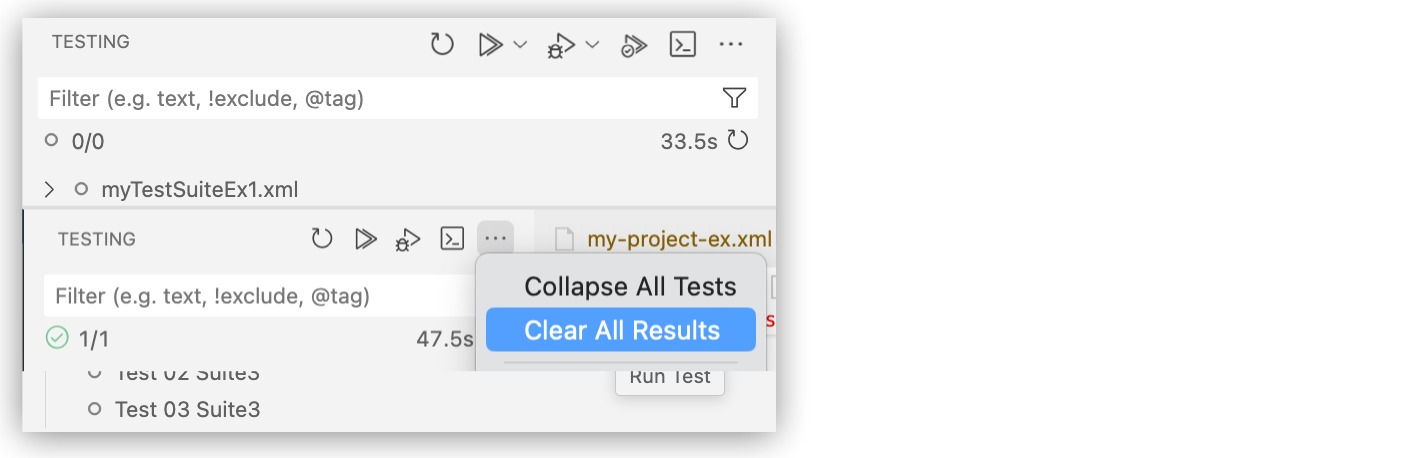 TESTING
Filter (e.g. text, !exclude, @tag)
0/0 33.5s
myTestSuiteEx1.xml
TESTING
my-project-ex.xml
Filter (e.g. text, !exclude, @tag)
Collapse All Tests
1/1 47.5s
Clear All Results
s
Test 02 Suite3
Run Test
Test 03 Suite3